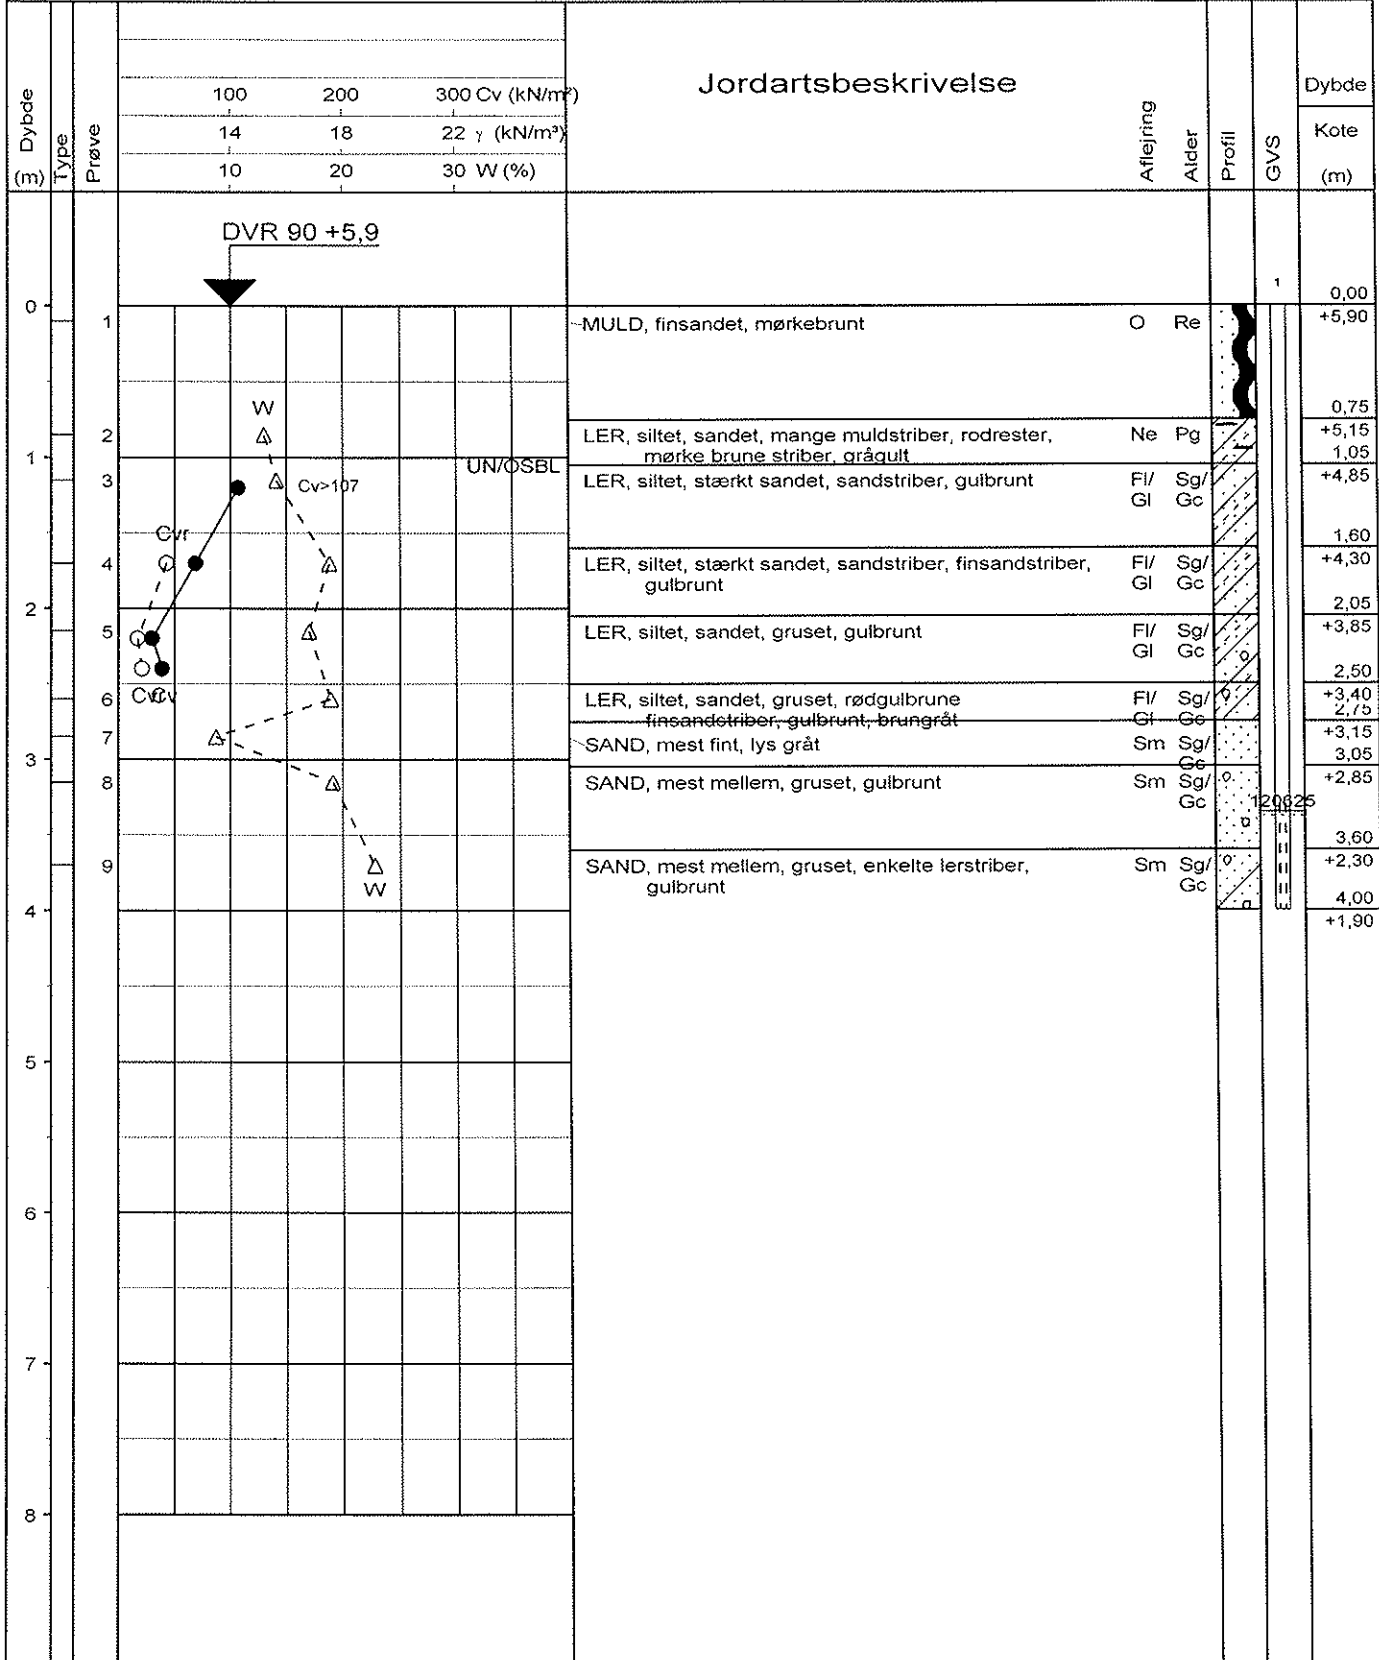 Dybde
(m)
Type
Prøve
100 200 300 Cv (kN/m²)
14 18 22 γ (kN/m³)
10 20 30 W (%)
Jordartsbeskrivelse
Aflejring
Alder
Profil
GVS
Dybde
Kote
(m)
DVR 90 +5,9
1
0,00
0
1
MULD, finsandet, mørkebrunt O Re
+5,90
W
0,75
2
LER, siltet, sandet, mange muldstriber, rodrester, Ne Pg
mørke brune striber, grågult
+5,15
1
UN/OSBL
1,05
3
Cv>107
LER, siltet, stærkt sandet, sandstriber, gulbrunt Fl/ Sg/
Gl Gc
+4,85
Cvr
1,60
4
LER, siltet, stærkt sandet, sandstriber, finsandstriber, Fl/ Sg/
gulbrunt Gl Gc
+4,30
2
2,05
5
LER, siltet, sandet, gruset, gulbrunt Fl/ Sg/
Gl Gc
+3,85
2,50
Cvr Cv
6
LER, siltet, sandet, gruset, rødgulbrune Fl/ Sg/
finsandstriber, gulbrunt, brungråt Gl Gc
+3,40
2,75
7
SAND, mest fint, lys gråt Sm Sg/
Gc
+3,15
3
3,05
8
SAND, mest mellem, gruset, gulbrunt Sm Sg/
Gc
+2,85
120625
3,60
9
SAND, mest mellem, gruset, enkelte lerstriber, Sm Sg/
gulbrunt Gc
+2,30
W
4,00
4
+1,90
5
6
7
8